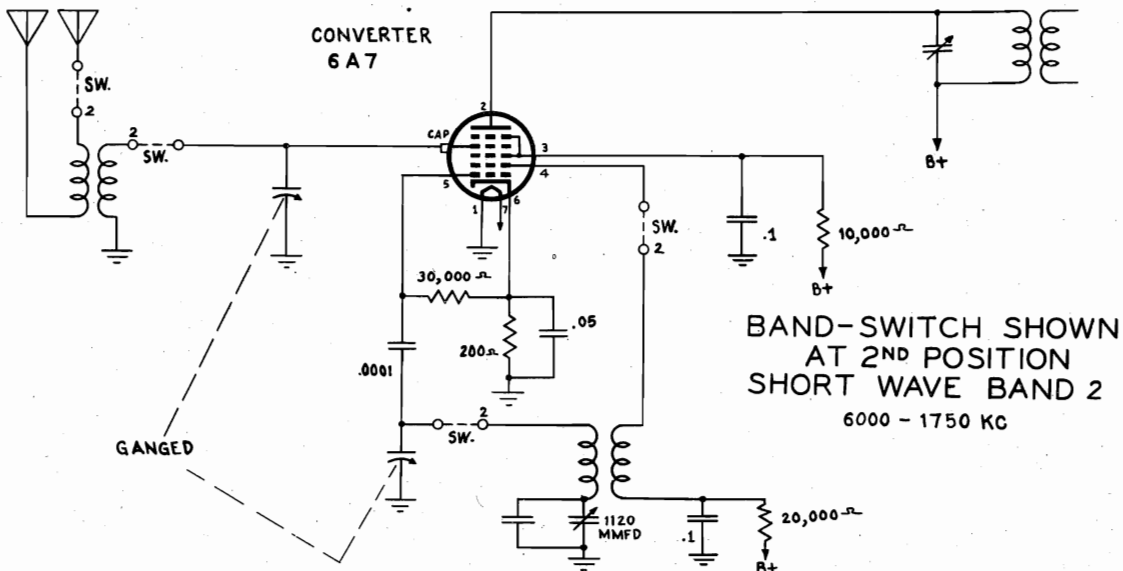 CONVERTER
6A7
SW.
2
2
SW.
CAP
2
3
4
5
6
1
7
B+
SW.
2
.1
10,000 Ω
B+
30,000 Ω
.05
200 Ω
.0001
BAND-SWITCH SHOWN
AT 2ND POSITION
SHORT WAVE BAND 2
6000 - 1750 KC
2
SW.
GANGED
1120
MMFD
.1
20,000 Ω
B+